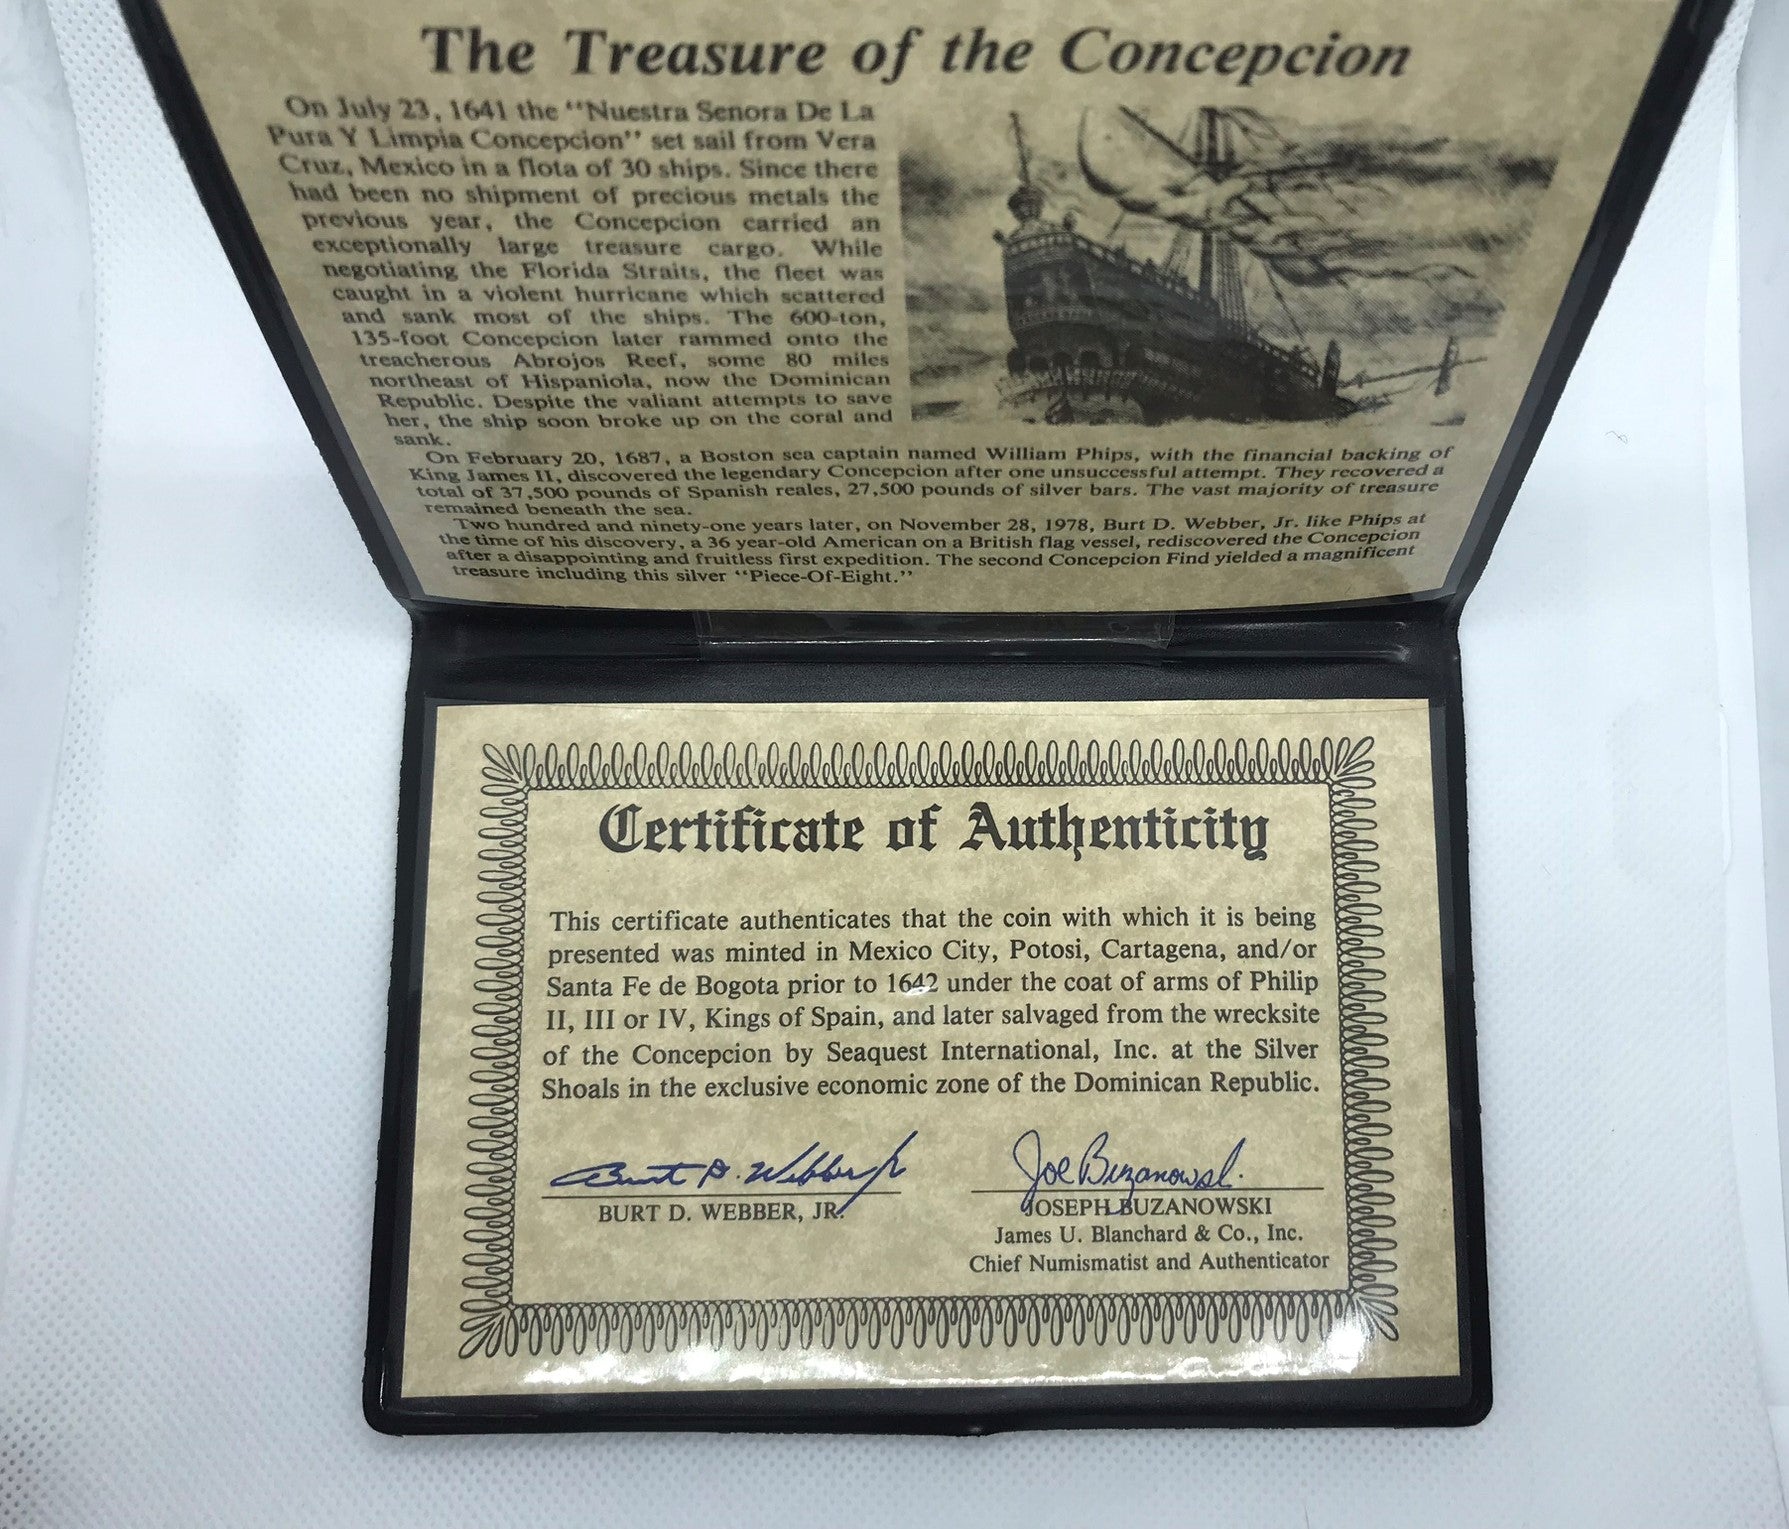 The Treasure of the Concepcion
On July 23, 1641 the "Nuestra Senora De La
Pura Y Limpia Concepcion" set sail from Vera
Cruz, Mexico in a flota of 30 ships. Since there
had been no shipment of precious metals the
previous year, the Concepcion carried an
exceptionally large treasure cargo. While
negotiating the Florida Straits, the fleet was
caught in a violent hurricane which scattered
and sank most of the ships. The 600-ton,
135-foot Concepcion later rammed onto the
treacherous Abrojos Reef, some 80 miles
northeast of Hispaniola, now the Dominican
Republic. Despite the valiant attempts to save
her, the ship soon broke up on the coral and
sank.
On February 20, 1687, a Boston sea captain named William Phips, with the financial backing of
King James II, discovered the legendary Concepcion after one unsuccessful attempt. They recovered a
total of 37,500 pounds of Spanish reales, 27,500 pounds of silver bars. The vast majority of treasure
remained beneath the sea.
Two hundred and ninety-one years later, on November 28, 1978, Burt D. Webber, Jr. like Phips at
the time of his discovery, a 36 year-old American on a British flag vessel, rediscovered the Concepcion
after a disappointing and fruitless first expedition. The second Concepcion Find yielded a magnificent
treasure including this silver "Piece-Of-Eight."
Certificate of Authenticity
This certificate authenticates that the coin with which it is being
presented was minted in Mexico City, Potosi, Cartagena, and/or
Santa Fe de Bogota prior to 1642 under the coat of arms of Philip
II, III or IV, Kings of Spain, and later salvaged from the wrecksite
of the Concepcion by Seaquest International, Inc. at the Silver
Shoals in the exclusive economic zone of the Dominican Republic.
Burt D. Webber Jr
Joe Buzanowski
BURT D. WEBBER, JR.
JOSEPH BUZANOWSKI
James U. Blanchard & Co., Inc.
Chief Numismatist and Authenticator